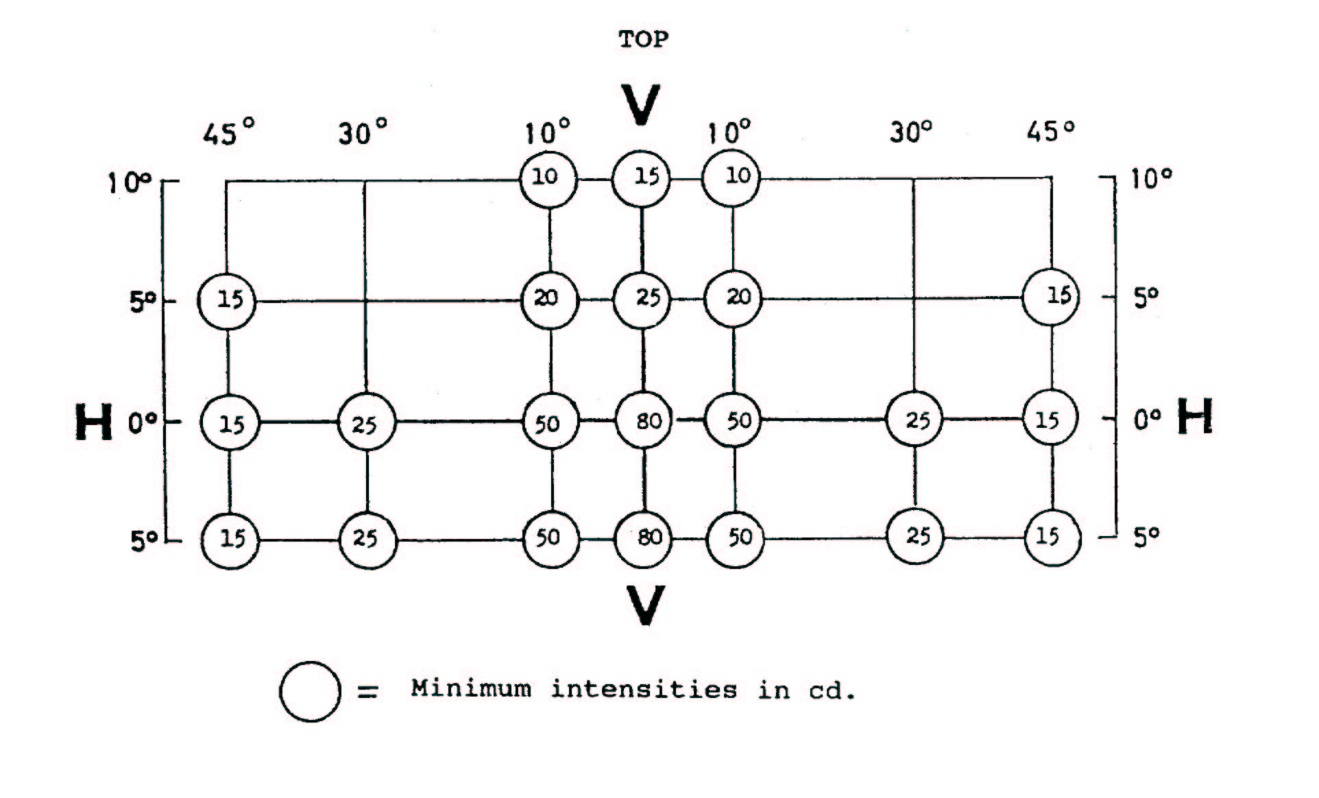 TOP
V
45° 30° 10° 10° 30° 45°
10° 10 15 10 10°
5° 15 20 25 20 15 5°
H 0° 15 25 50 80 50 25 15 0° H
5° 15 25 50 80 50 25 15 5°
V
= Minimum intensities in cd.